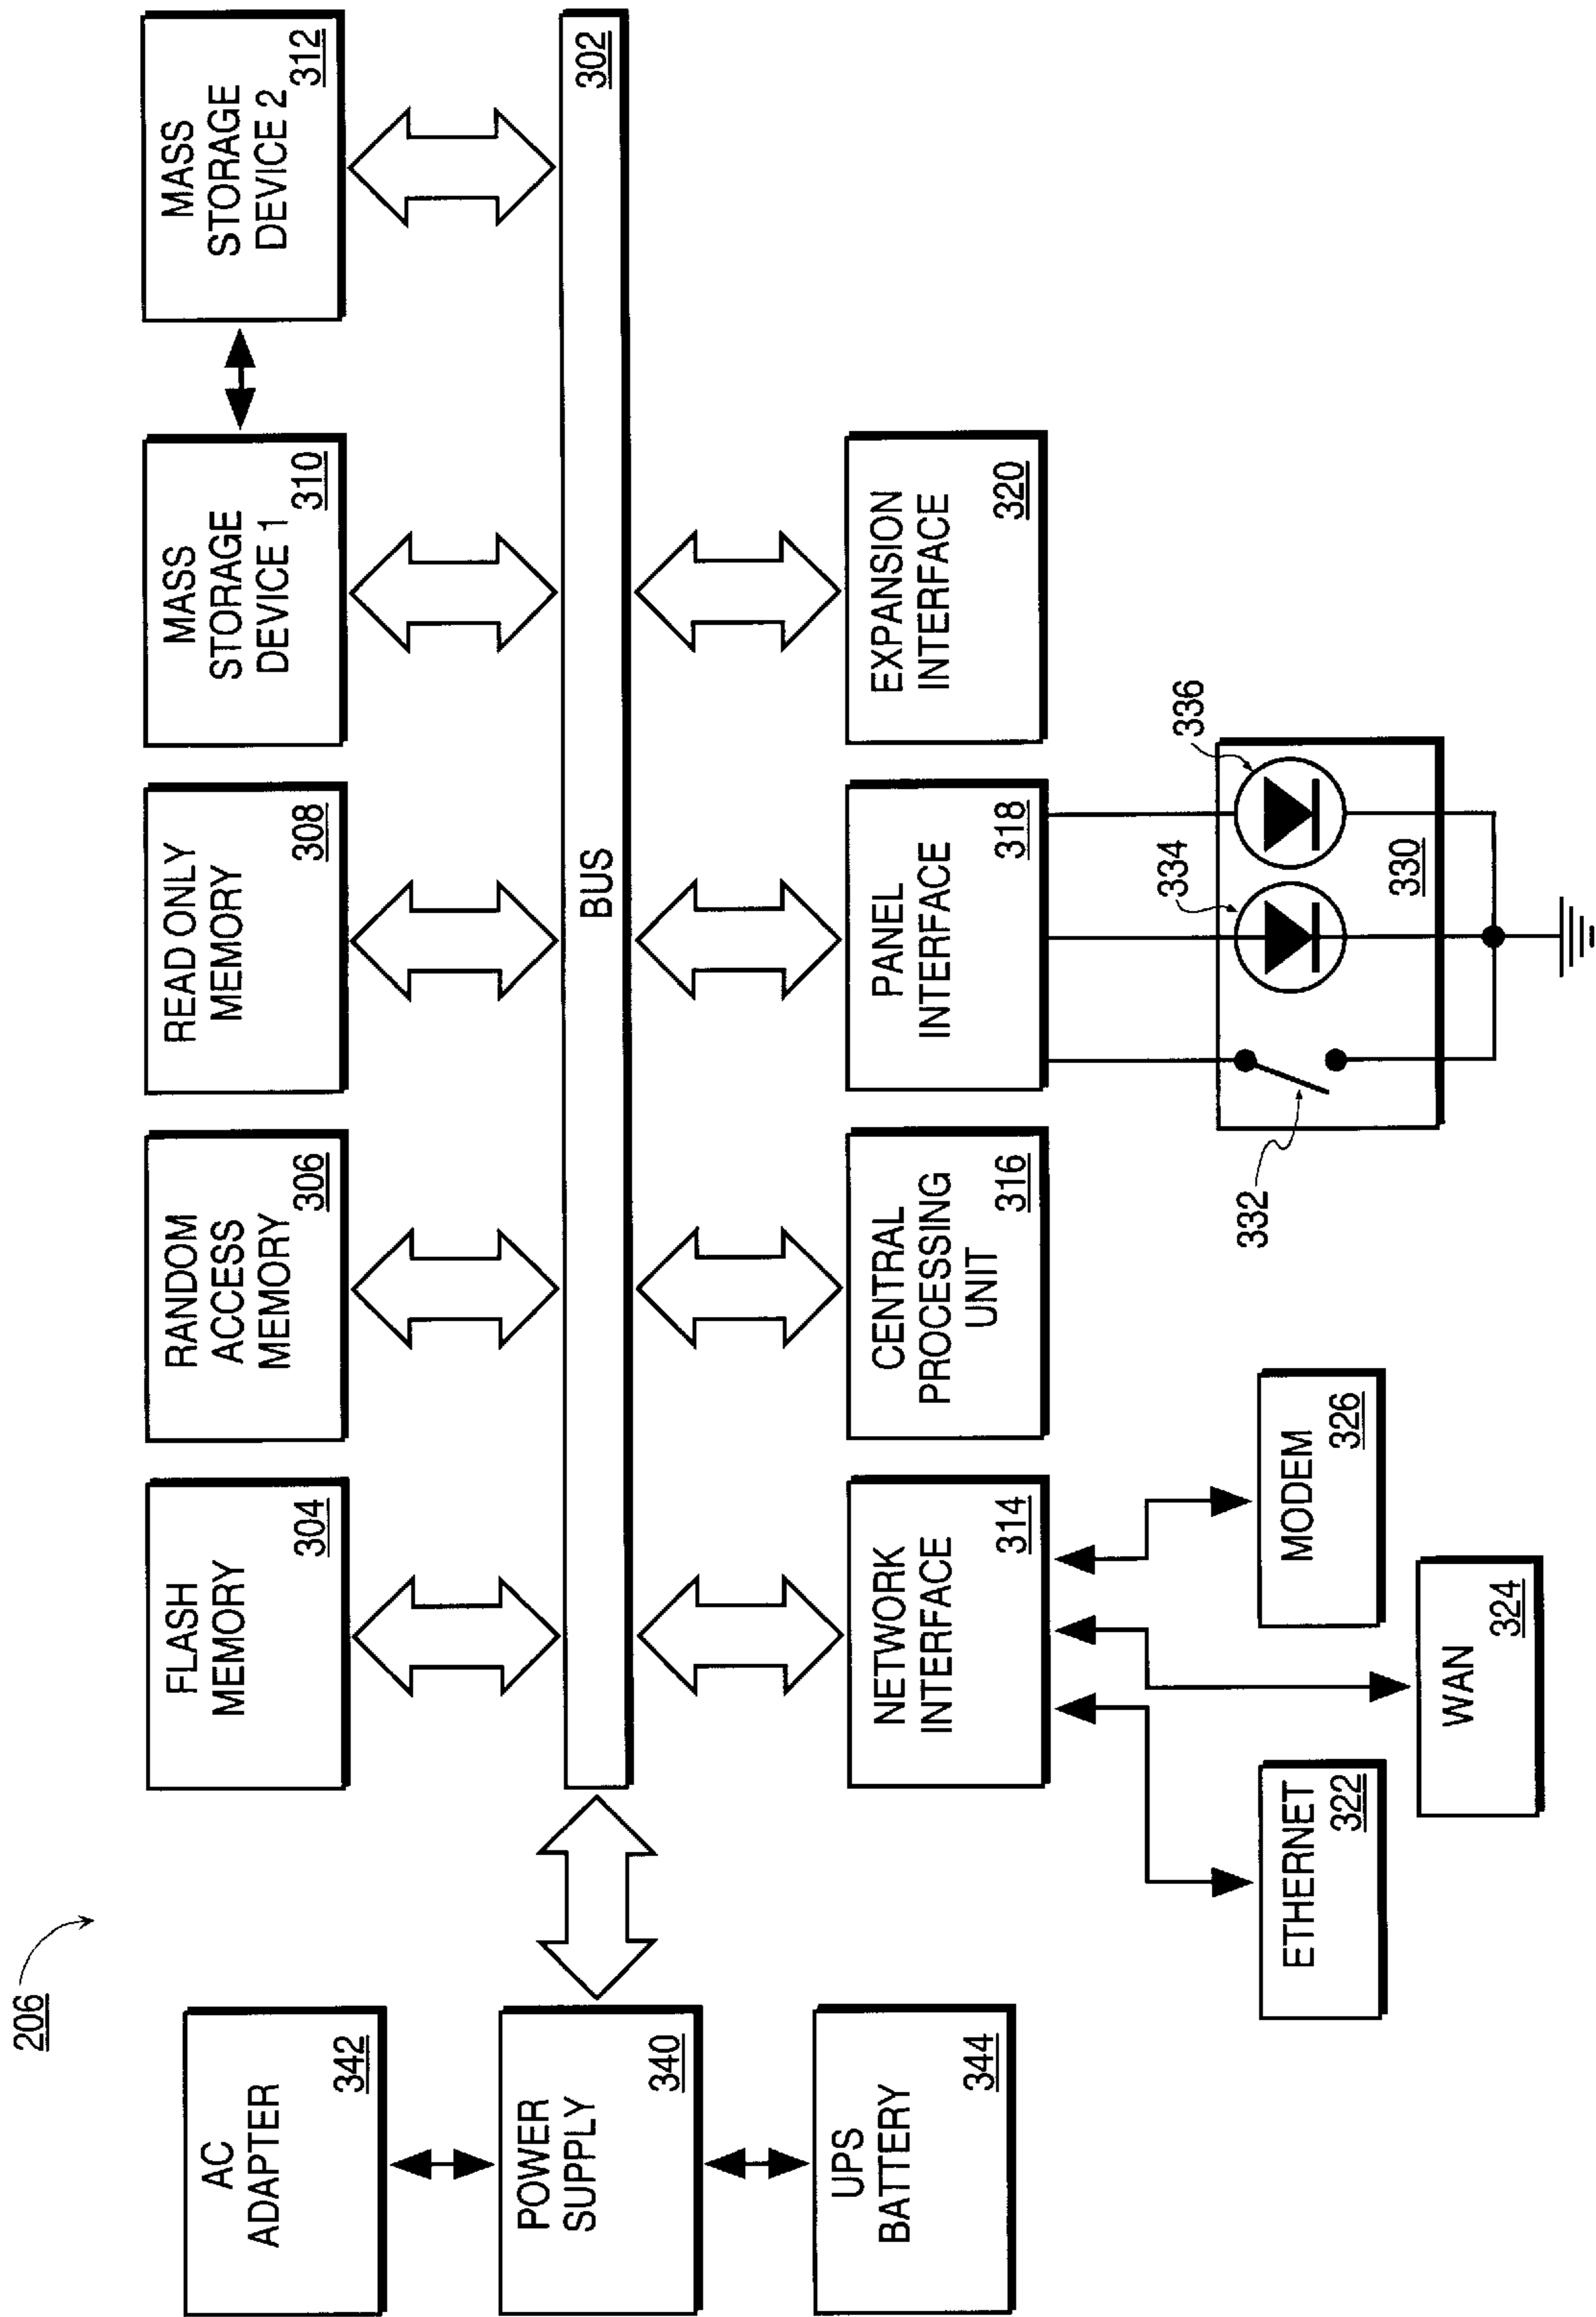 206
AC
ADAPTER
342
POWER
SUPPLY
340
UPS
BATTERY
344
FLASH
MEMORY
304
RANDOM
ACCESS
MEMORY
306
READ ONLY
MEMORY
308
MASS
STORAGE
DEVICE 1
310
MASS
STORAGE
DEVICE 2
312
BUS
302
NETWORK
INTERFACE
314
CENTRAL
PROCESSING
UNIT
316
PANEL
INTERFACE
318
EXPANSION
INTERFACE
320
ETHERNET
322
WAN
324
MODEM
326
332
334
336
330